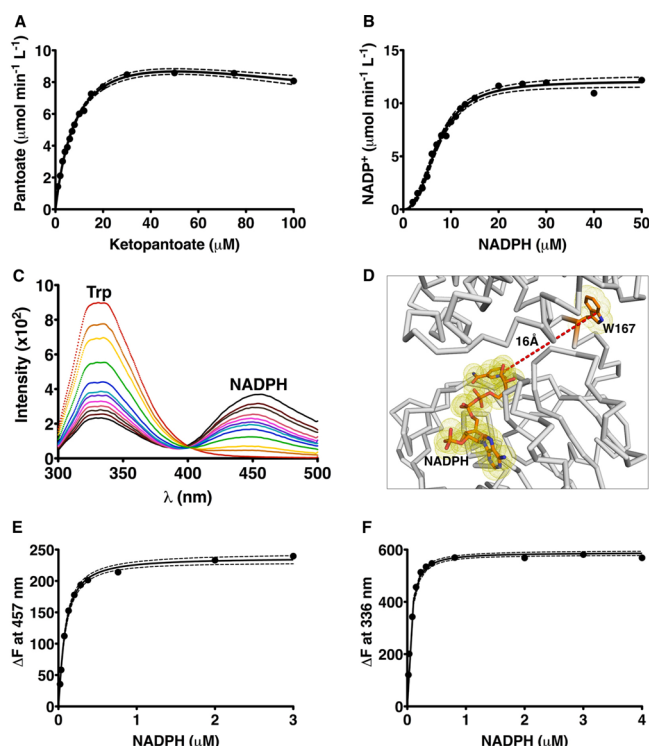 A
Pantoate (μmol min⁻¹ L⁻¹)
10
8
6
4
2
0
0 20 40 60 80 100
Ketopantoate (μM)
B
NADP⁺ (μmol min⁻¹ L⁻¹)
15
10
5
0
0 10 20 30 40 50
NADPH (μM)
C
Intensity (x10²)
10
8
6
4
2
0
Trp
NADPH
300 350 400 450 500
λ (nm)
D
W167
16Å
NADPH
E
ΔF at 457 nm
250
200
150
100
50
0
0 1 2 3
NADPH (μM)
F
ΔF at 336 nm
600
400
200
0
0 1 2 3 4
NADPH (μM)